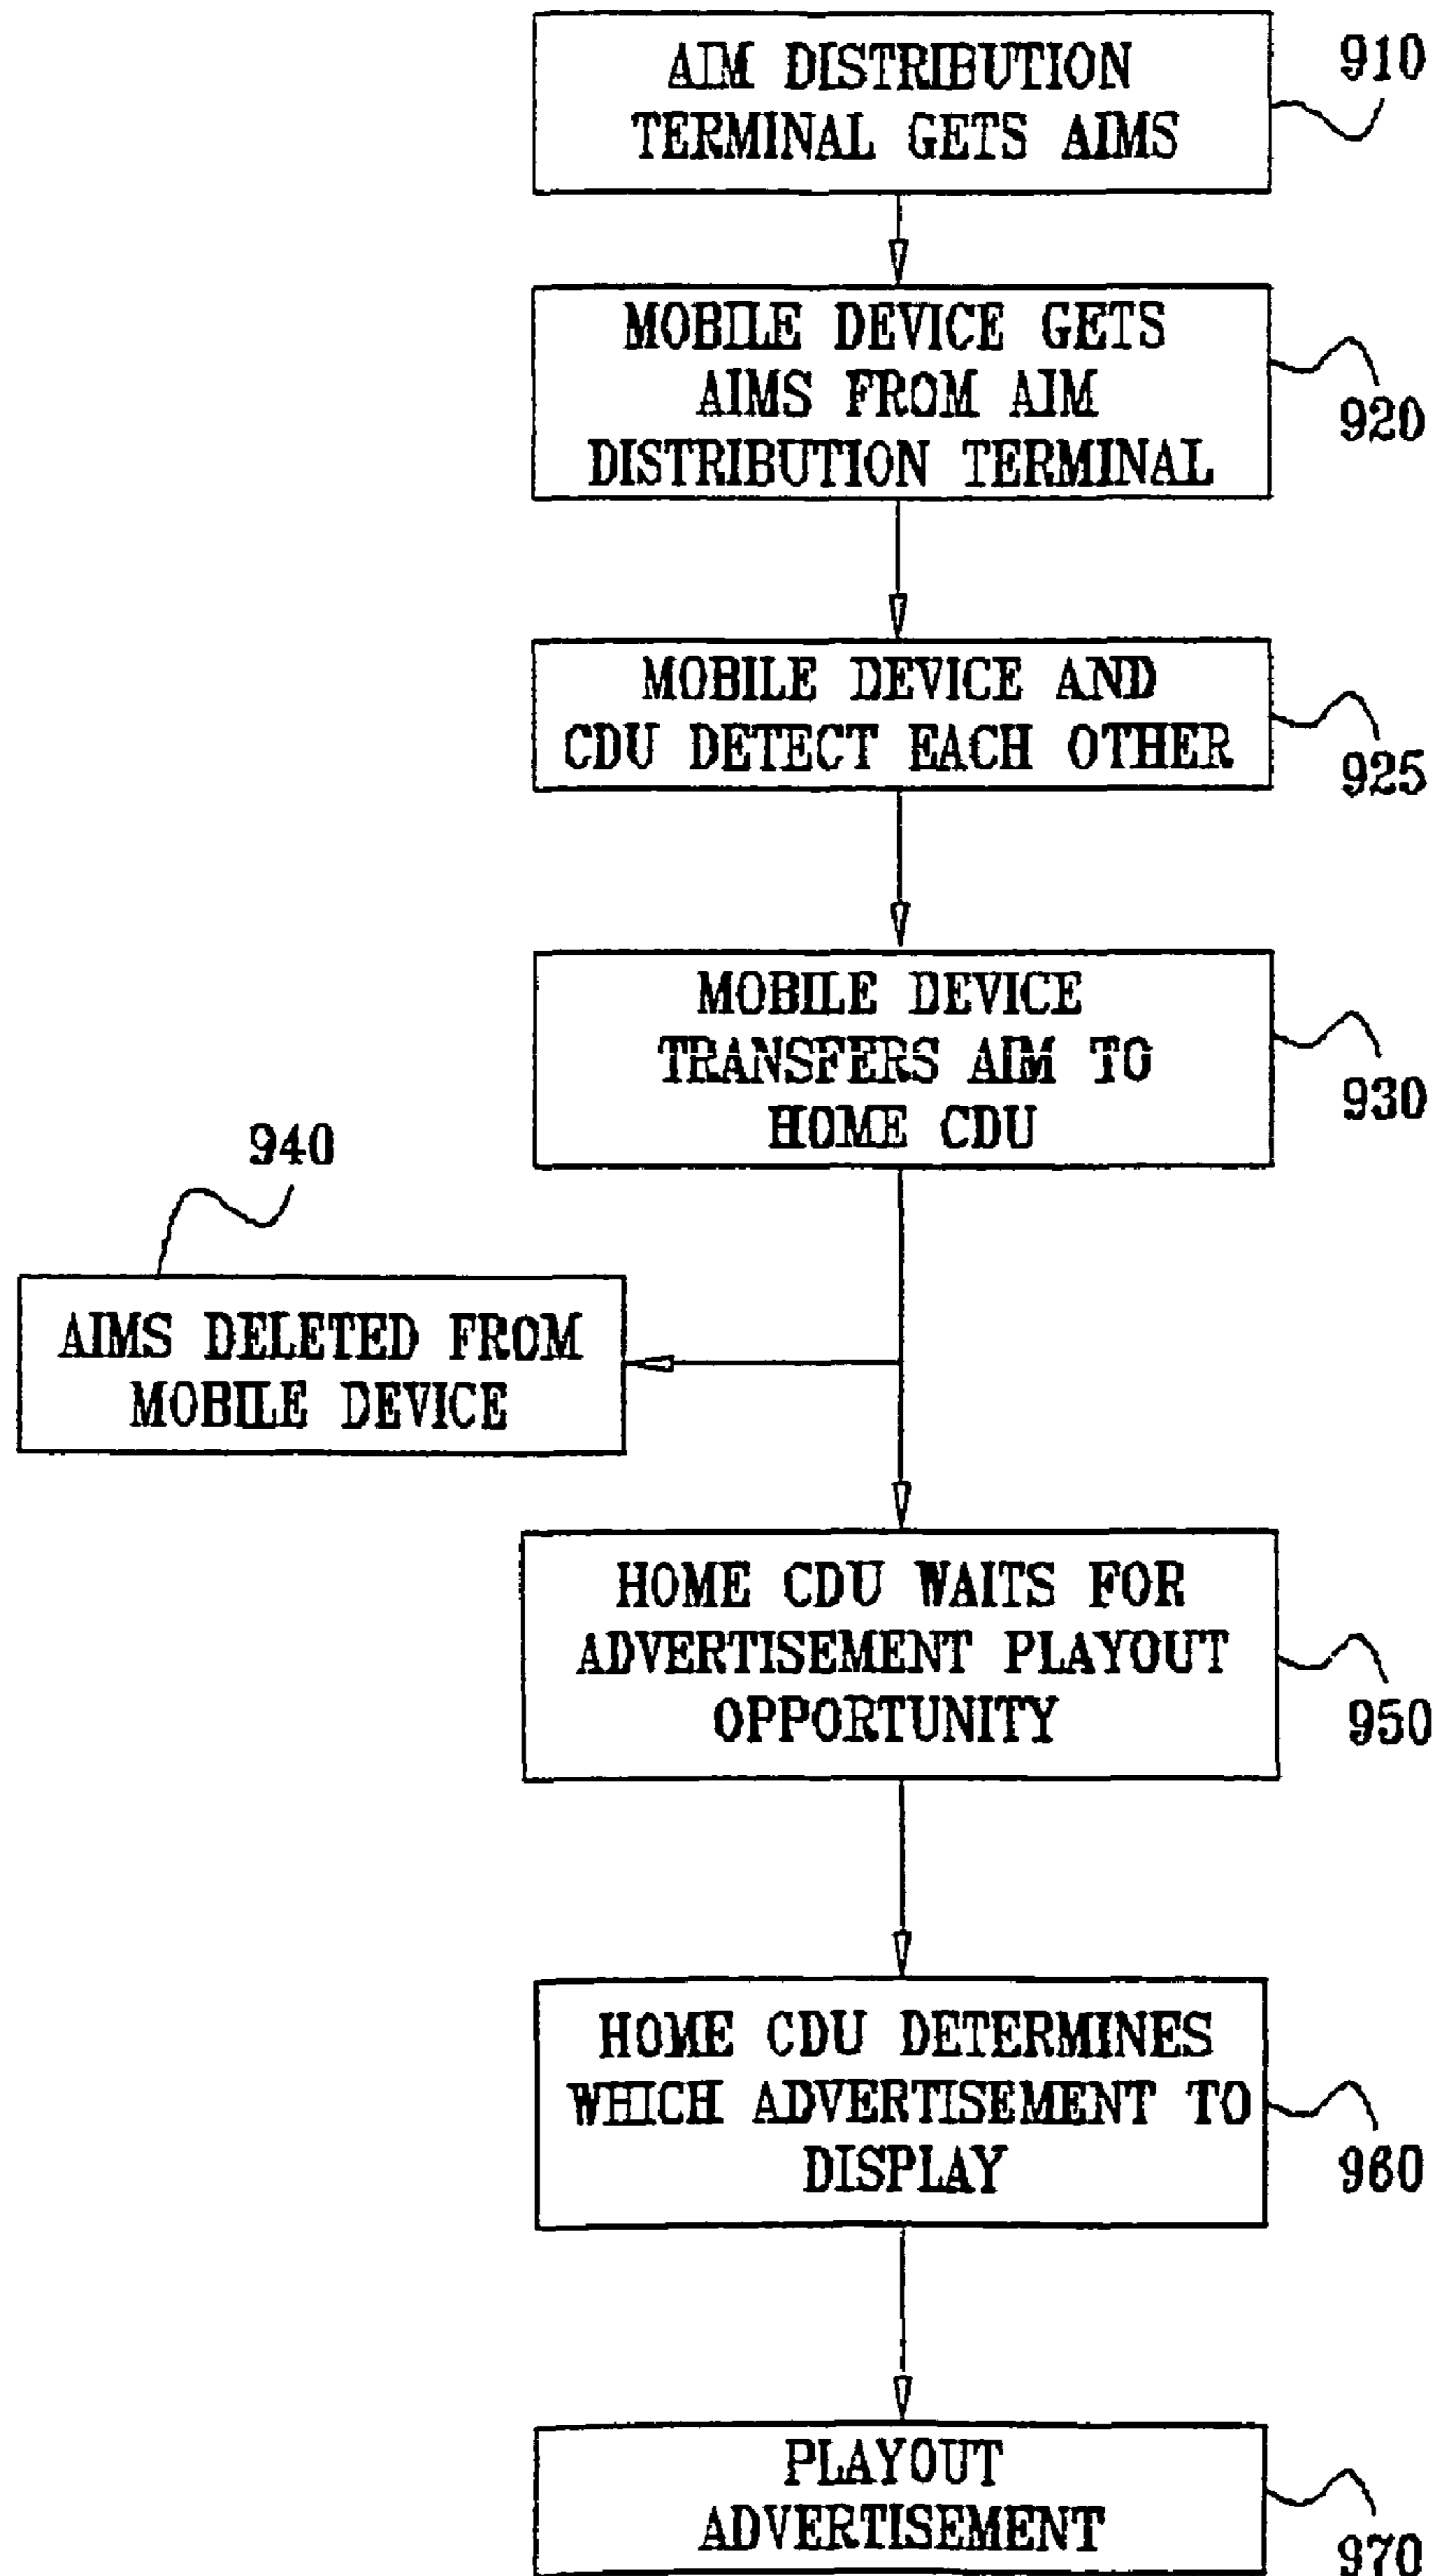 AIM DISTRIBUTION
TERMINAL GETS AIMS
910
MOBILE DEVICE GETS
AIMS FROM AIM
DISTRIBUTION TERMINAL
920
MOBILE DEVICE AND
CDU DETECT EACH OTHER
925
MOBILE DEVICE
TRANSFERS AIM TO
HOME CDU
930
940
AIMS DELETED FROM
MOBILE DEVICE
HOME CDU WAITS FOR
ADVERTISEMENT PLAYOUT
OPPORTUNITY
950
HOME CDU DETERMINES
WHICH ADVERTISEMENT TO
DISPLAY
960
PLAYOUT
ADVERTISEMENT
970